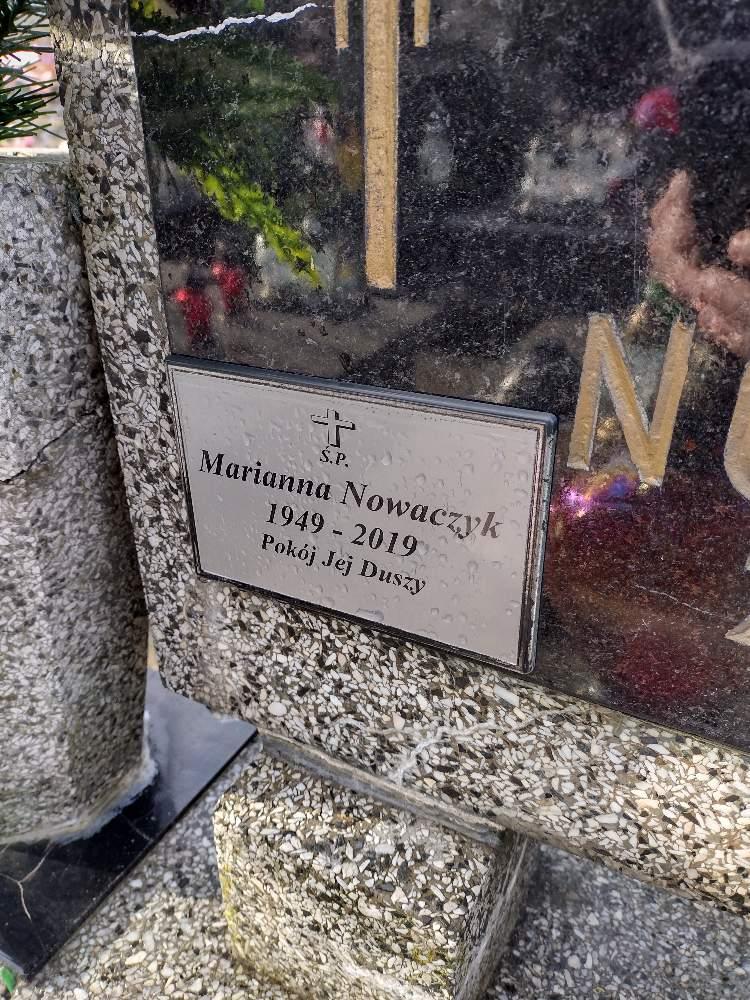 Ś.P.
Marianna Nowaczyk
1949 - 2019
Pokój Jej Duszy
N